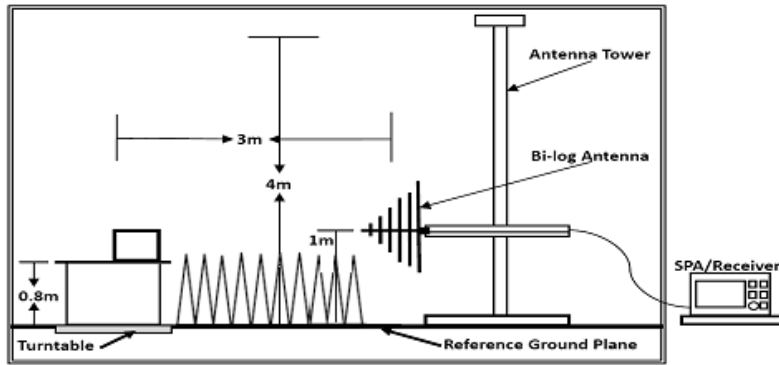 Antenna Tower
3m
Bi-log Antenna
4m
1m
SPA/Receiver
0.8m
Turntable
Reference Ground Plane